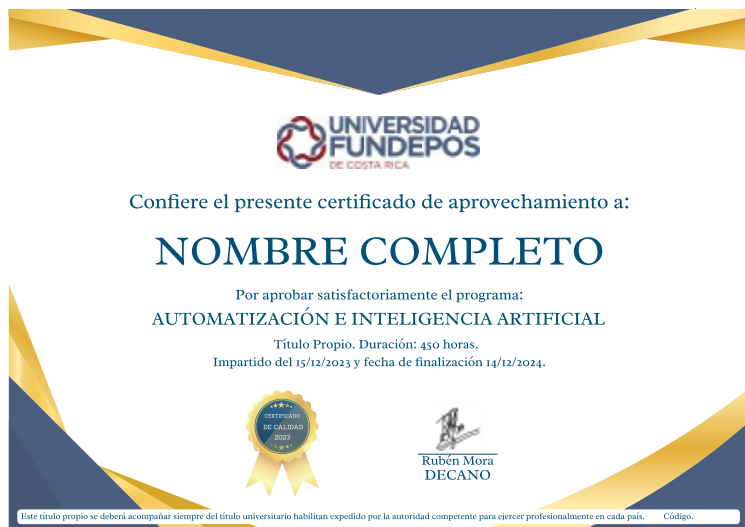 UNIVERSIDAD
FUNDEPOS
DE COSTA RICA
Confiere el presente certificado de aprovechamiento a:
NOMBRE COMPLETO
Por aprobar satisfactoriamente el programa:
AUTOMATIZACIÓN E INTELIGENCIA ARTIFICIAL
Título Propio. Duración: 450 horas.
Impartido del 15/12/2023 y fecha de finalización 14/12/2024.
CERTIFICADO
DE CALIDAD
2023
Rubén Mora
DECANO
Este título propio se deberá acompañar siempre del título universitario habilitan expedido por la autoridad competente para ejercer profesionalmente en cada país. Código.